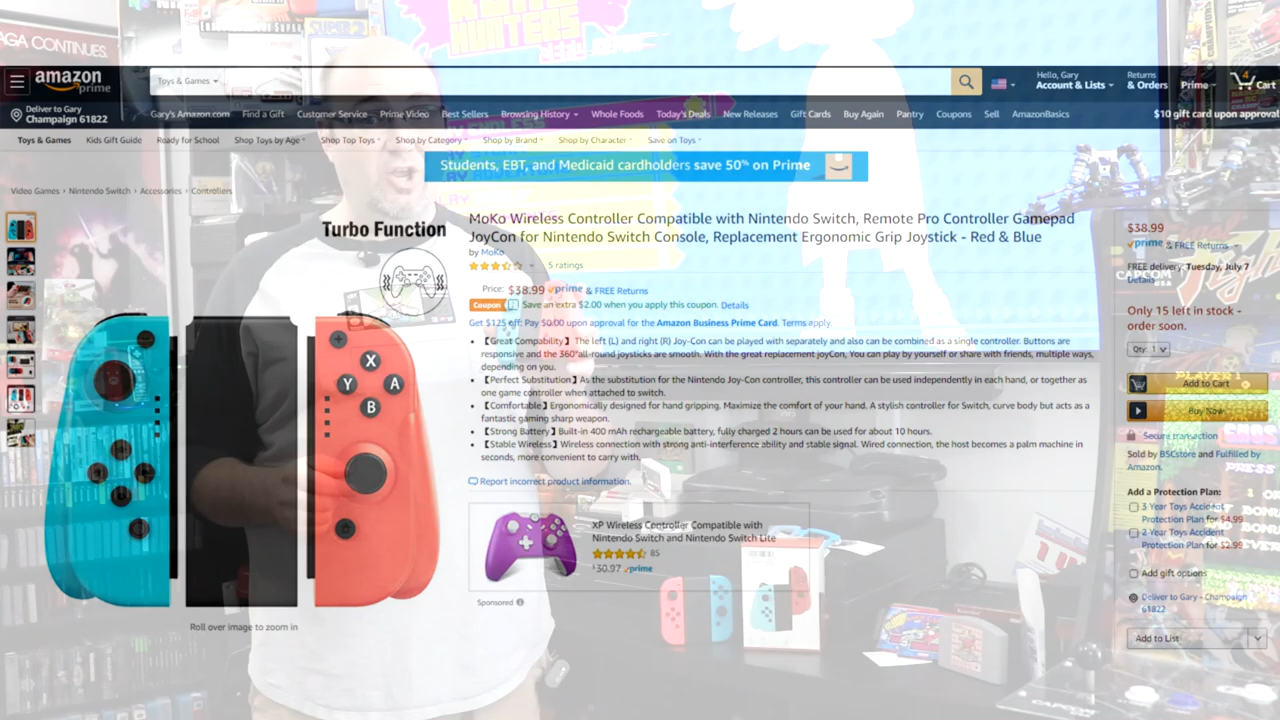 AGA CONTINUES
SUPER
HUNTERS
amazon
prime
Toys & Games
Hello, Gary
Account & Lists
Returns
& Orders
Prime
4
Cart
Deliver to Gary
Champaign 61822
Gary's Amazon.com Find a Gift Customer Service Prime Video Best Sellers Browsing History Whole Foods Today's Deals New Releases Gift Cards Buy Again Pantry Coupons Sell AmazonBasics
$10 gift card upon approval
Toys & Games Kids Gift Guide Ready for School Shop Toys by Age Shop Top Toys Shop by Category Shop by Brand Shop by Character Save on Toys
Students, EBT, and Medicaid cardholders save 50% on Prime
Video Games › Nintendo Switch › Accessories › Controllers
Turbo Function
MoKo Wireless Controller Compatible with Nintendo Switch, Remote Pro Controller Gamepad
JoyCon for Nintendo Switch Console, Replacement Ergonomic Grip Joystick - Red & Blue
by MoKo
5 ratings
Price: $38.99 prime & FREE Returns
Coupon Save an extra $2.00 when you apply this coupon. Details
Get $125 off: Pay $0.00 upon approval for the Amazon Business Prime Card. Terms apply.
• 【Great Compability】The left (L) and right (R) Joy-Con can be played with separately and also can be combined as a single controller. Buttons are
responsive and the 360°all-round joysticks are smooth. With the great replacement joyCon, You can play by yourself or share with friends, multiple ways,
depending on you.
• 【Perfect Substitution】As the substitution for the Nintendo Joy-Con controller, this controller can be used independently in each hand, or together as
one game controller when attached to switch.
• 【Comfortable】Ergonomically designed for hand gripping. Maximize the comfort of your hand. A stylish controller for Switch, curve body but acts as a
fantastic gaming sharp weapon.
• 【Strong Battery】Built-in 400 mAh rechargeable battery, fully charged 2 hours can be used for about 10 hours.
• 【Stable Wireless】Wireless connection with strong anti-interference ability and stable signal. Wired connection, the host becomes a palm machine in
seconds, more convenient to carry with.
Report incorrect product information.
X
Y A
B
XP Wireless Controller Compatible with
Nintendo Switch and Nintendo Switch Lite
85
$30.97 prime
Sponsored
Roll over image to zoom in
$38.99
prime & FREE Returns
FREE delivery: Tuesday, July 7
Details
CAPCOM
USA
Only 15 left in stock -
order soon.
Qty: 1
PLAYER 1
Add to Cart
Buy Now
Secure transaction
Sold by BSCstore and Fulfilled by
Amazon.
PRESS
Add a Protection Plan:
3-Year Toys Accident
Protection Plan for $4.99
2-Year Toys Accident
Protection Plan for $2.99
Add gift options
Deliver to Gary - Champaign
61822
Add to List
CAPCOM